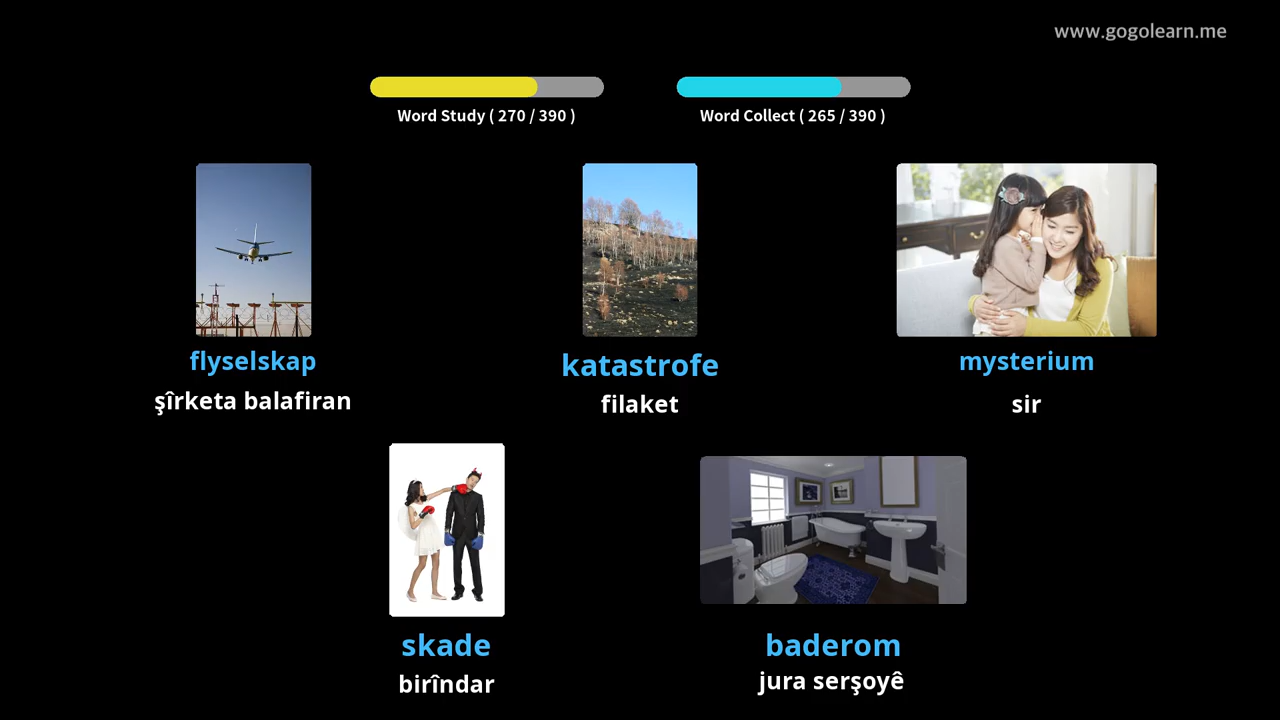 www.gogolearn.me
Word Study ( 270 / 390 )
Word Collect ( 265 / 390 )
flyselskap
katastrofe
mysterium
şîrketa balafiran
filaket
sir
skade
baderom
birîndar
jura serşoyê